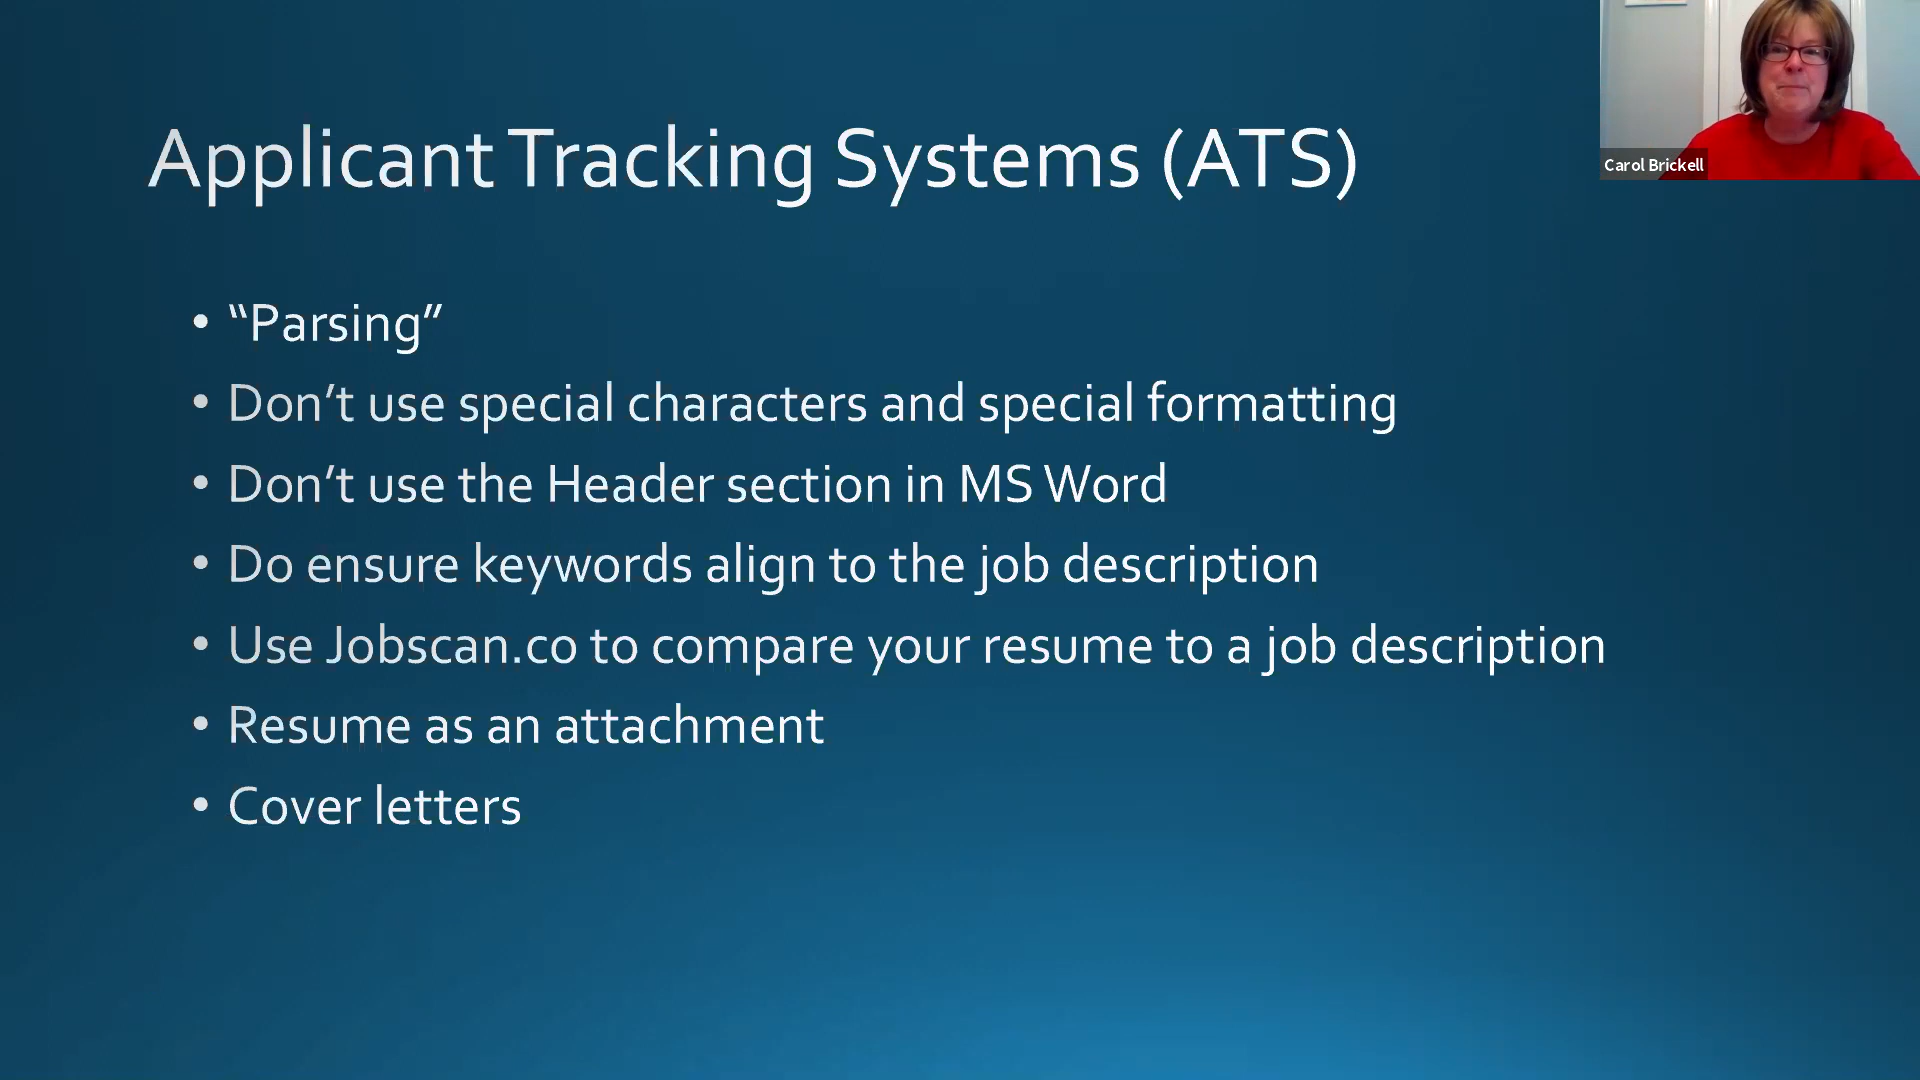 Applicant Tracking Systems (ATS)
Carol Brickell
• “Parsing”
• Don’t use special characters and special formatting
• Don’t use the Header section in MS Word
• Do ensure keywords align to the job description
• Use Jobscan.co to compare your resume to a job description
• Resume as an attachment
• Cover letters